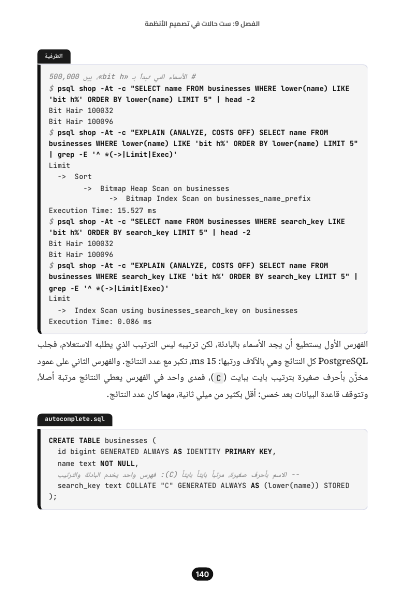 الفصل 9: ست حالات في تصميم الأنظمة
الطرفية
# الأسماء التي تبدأ بـ «bit h»، بين 500,000
$ psql shop -At -c "SELECT name FROM businesses WHERE lower(name) LIKE
'bit h%' ORDER BY lower(name) LIMIT 5" | head -2
Bit Hair 100032
Bit Hair 100096
$ psql shop -At -c "EXPLAIN (ANALYZE, COSTS OFF) SELECT name FROM
businesses WHERE lower(name) LIKE 'bit h%' ORDER BY lower(name) LIMIT 5"
| grep -E '^ *(->|Limit|Exec)'
Limit
->  Sort
->  Bitmap Heap Scan on businesses
->  Bitmap Index Scan on businesses_name_prefix
Execution Time: 15.527 ms
$ psql shop -At -c "SELECT name FROM businesses WHERE search_key LIKE
'bit h%' ORDER BY search_key LIMIT 5" | head -2
Bit Hair 100032
Bit Hair 100096
$ psql shop -At -c "EXPLAIN (ANALYZE, COSTS OFF) SELECT name FROM
businesses WHERE search_key LIKE 'bit h%' ORDER BY search_key LIMIT 5" |
grep -E '^ *(->|Limit|Exec)'
Limit
->  Index Scan using businesses_search_key on businesses
Execution Time: 0.086 ms
الفهرس الأول يستطيع أن يجد الأسماء بالبادئة، لكن ترتيبه ليس الترتيب الذي يطلبه الاستعلام، فجلب
PostgreSQL كل النتائج وهي بالآلاف ورتبها: 15 ms، تكبر مع عدد النتائج. والفهرس الثاني على عمود
مخزَّن بأحرف صغيرة بترتيب بايت ببايت (C)، فمدى واحد في الفهرس يعطي النتائج مرتبة أصلاً،
وتتوقف قاعدة البيانات بعد خمس: أقل بكثير من ميلي ثانية، مهما كان عدد النتائج.
autocomplete.sql
CREATE TABLE businesses (
id bigint GENERATED ALWAYS AS IDENTITY PRIMARY KEY,
name text NOT NULL,
-- الاسم بأحرف صغيرة، مرتباً بايتاً بايتاً (C): فهرس واحد يخدم البادئة والترتيب
search_key text COLLATE "C" GENERATED ALWAYS AS (lower(name)) STORED
);
140